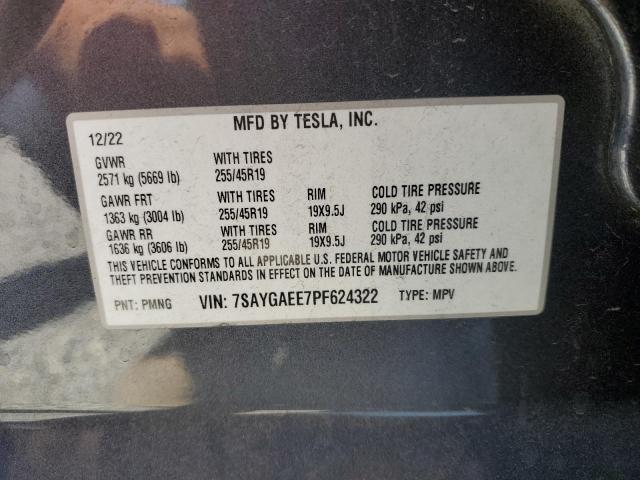 MFD BY TESLA, INC.
12/22
GVWR WITH TIRES
2571 kg (5669 lb) 255/45R19
GAWR FRT WITH TIRES RIM COLD TIRE PRESSURE
1363 kg (3004 lb) 255/45R19 19X9.5J 290 kPa, 42 psi
GAWR RR WITH TIRES RIM COLD TIRE PRESSURE
1636 kg (3606 lb) 255/45R19 19X9.5J 290 kPa, 42 psi
THIS VEHICLE CONFORMS TO ALL APPLICABLE U.S. FEDERAL MOTOR VEHICLE SAFETY AND
THEFT PREVENTION STANDARDS IN EFFECT ON THE DATE OF MANUFACTURE SHOWN ABOVE.
PNT: PMNG VIN: 7SAYGAEE7PF624322 TYPE: MPV